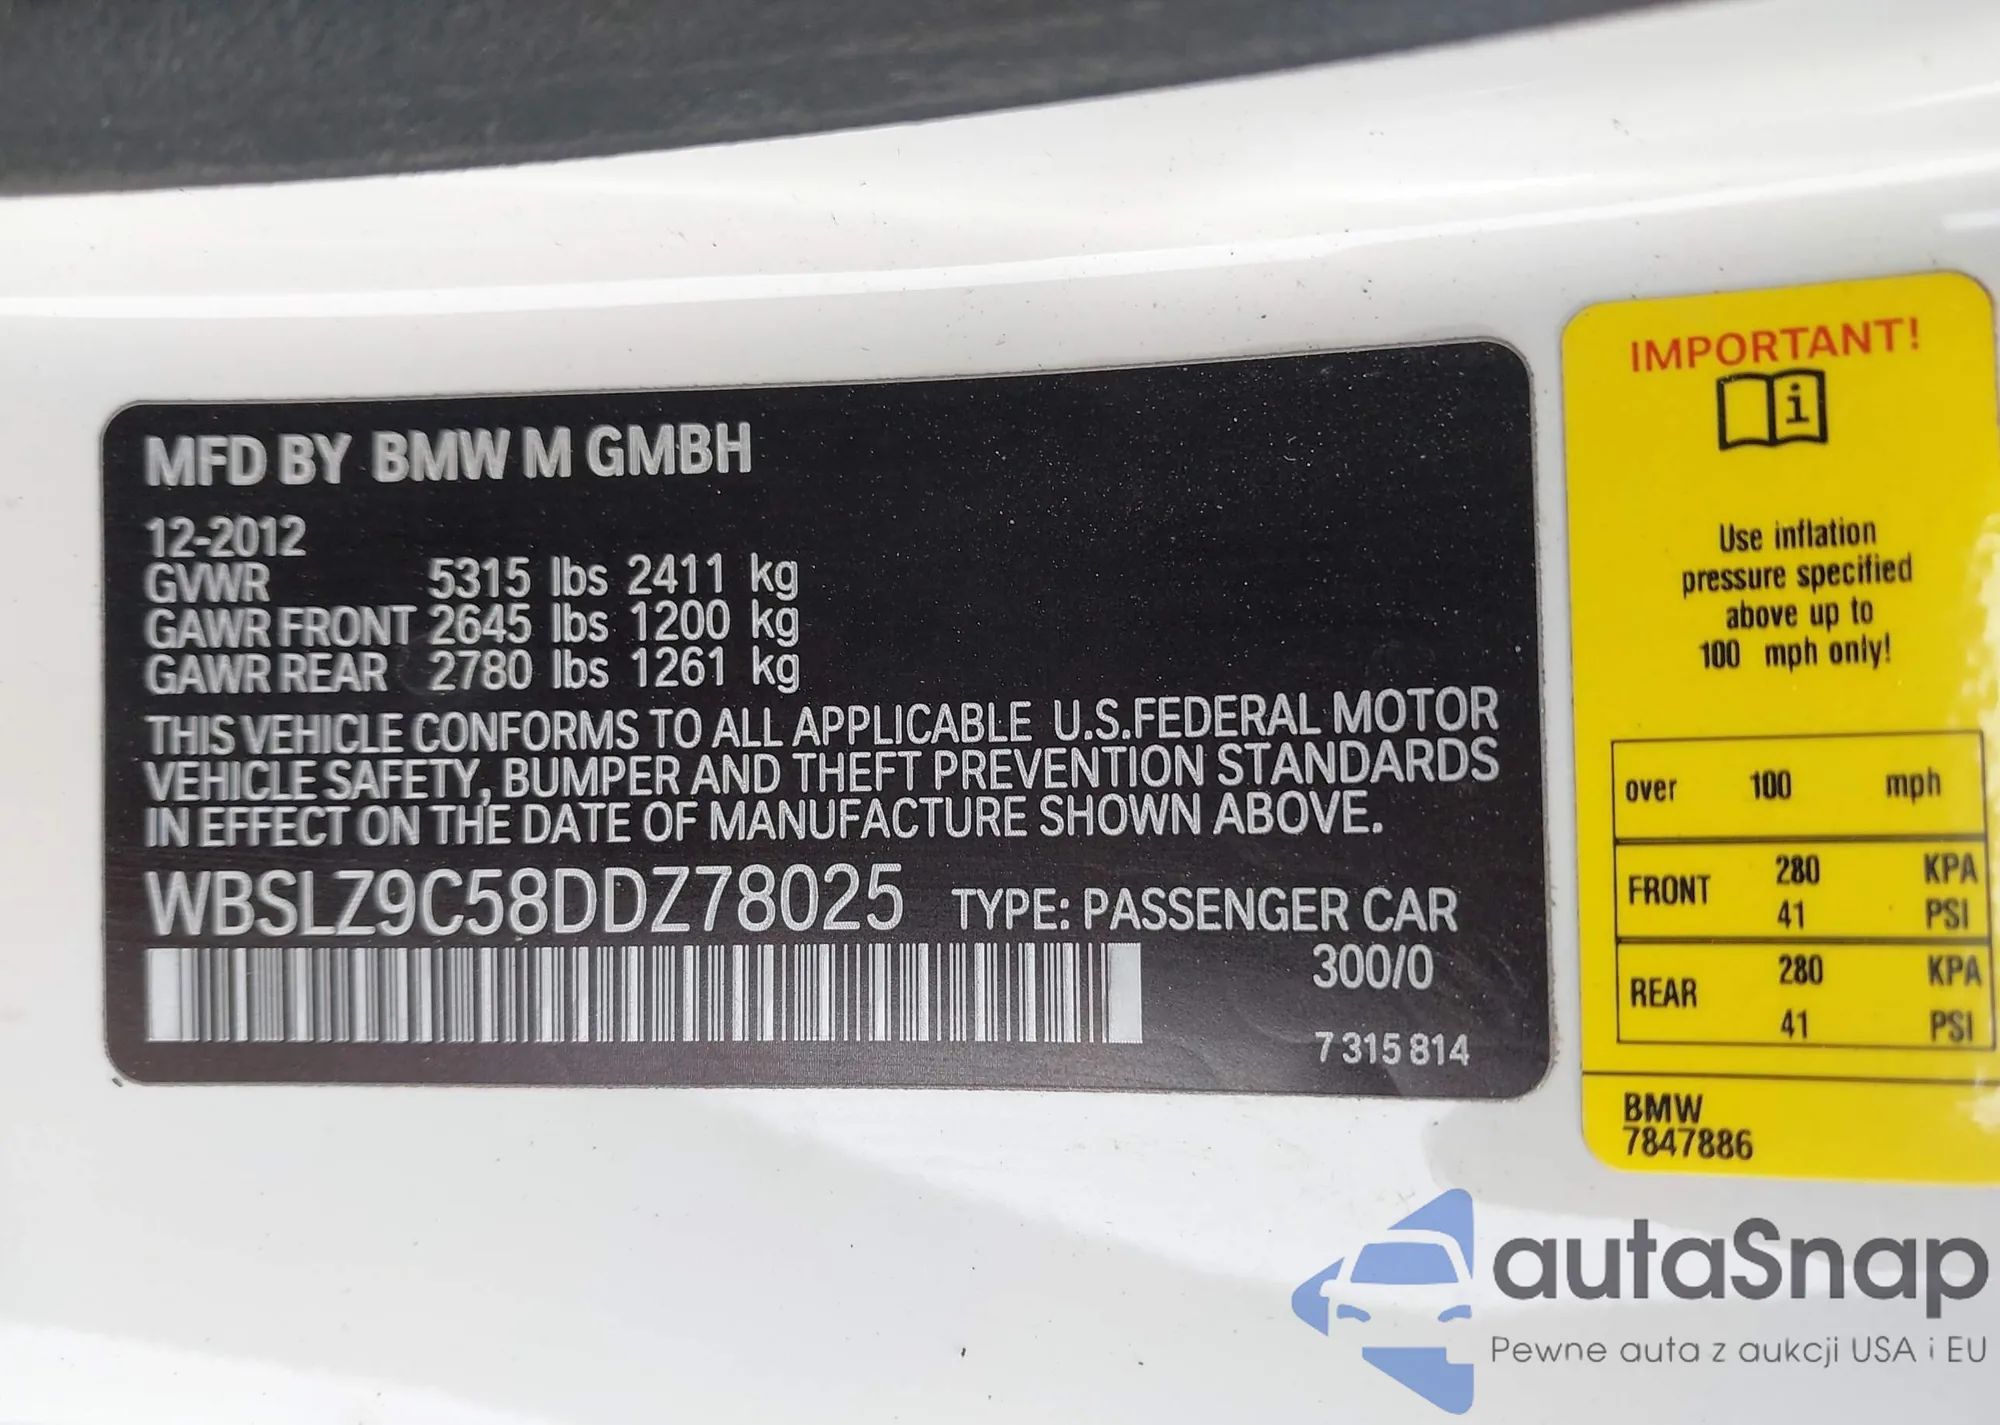 MFD BY BMW M GMBH
12-2012
GVWR 5315 lbs 2411 kg
GAWR FRONT 2645 lbs 1200 kg
GAWR REAR 2780 lbs 1261 kg
THIS VEHICLE CONFORMS TO ALL APPLICABLE U.S.FEDERAL MOTOR
VEHICLE SAFETY, BUMPER AND THEFT PREVENTION STANDARDS
IN EFFECT ON THE DATE OF MANUFACTURE SHOWN ABOVE.
WBSLZ9C58DDZ78025 TYPE: PASSENGER CAR
300/0
7 315 814
IMPORTANT!
i
Use inflation
pressure specified
above up to
100 mph only!
over 100 mph
FRONT 280 KPA
41 PSI
REAR 280 KPA
41 PSI
BMW
7847886
autaSnap
Pewne auta z aukcji USA i EU